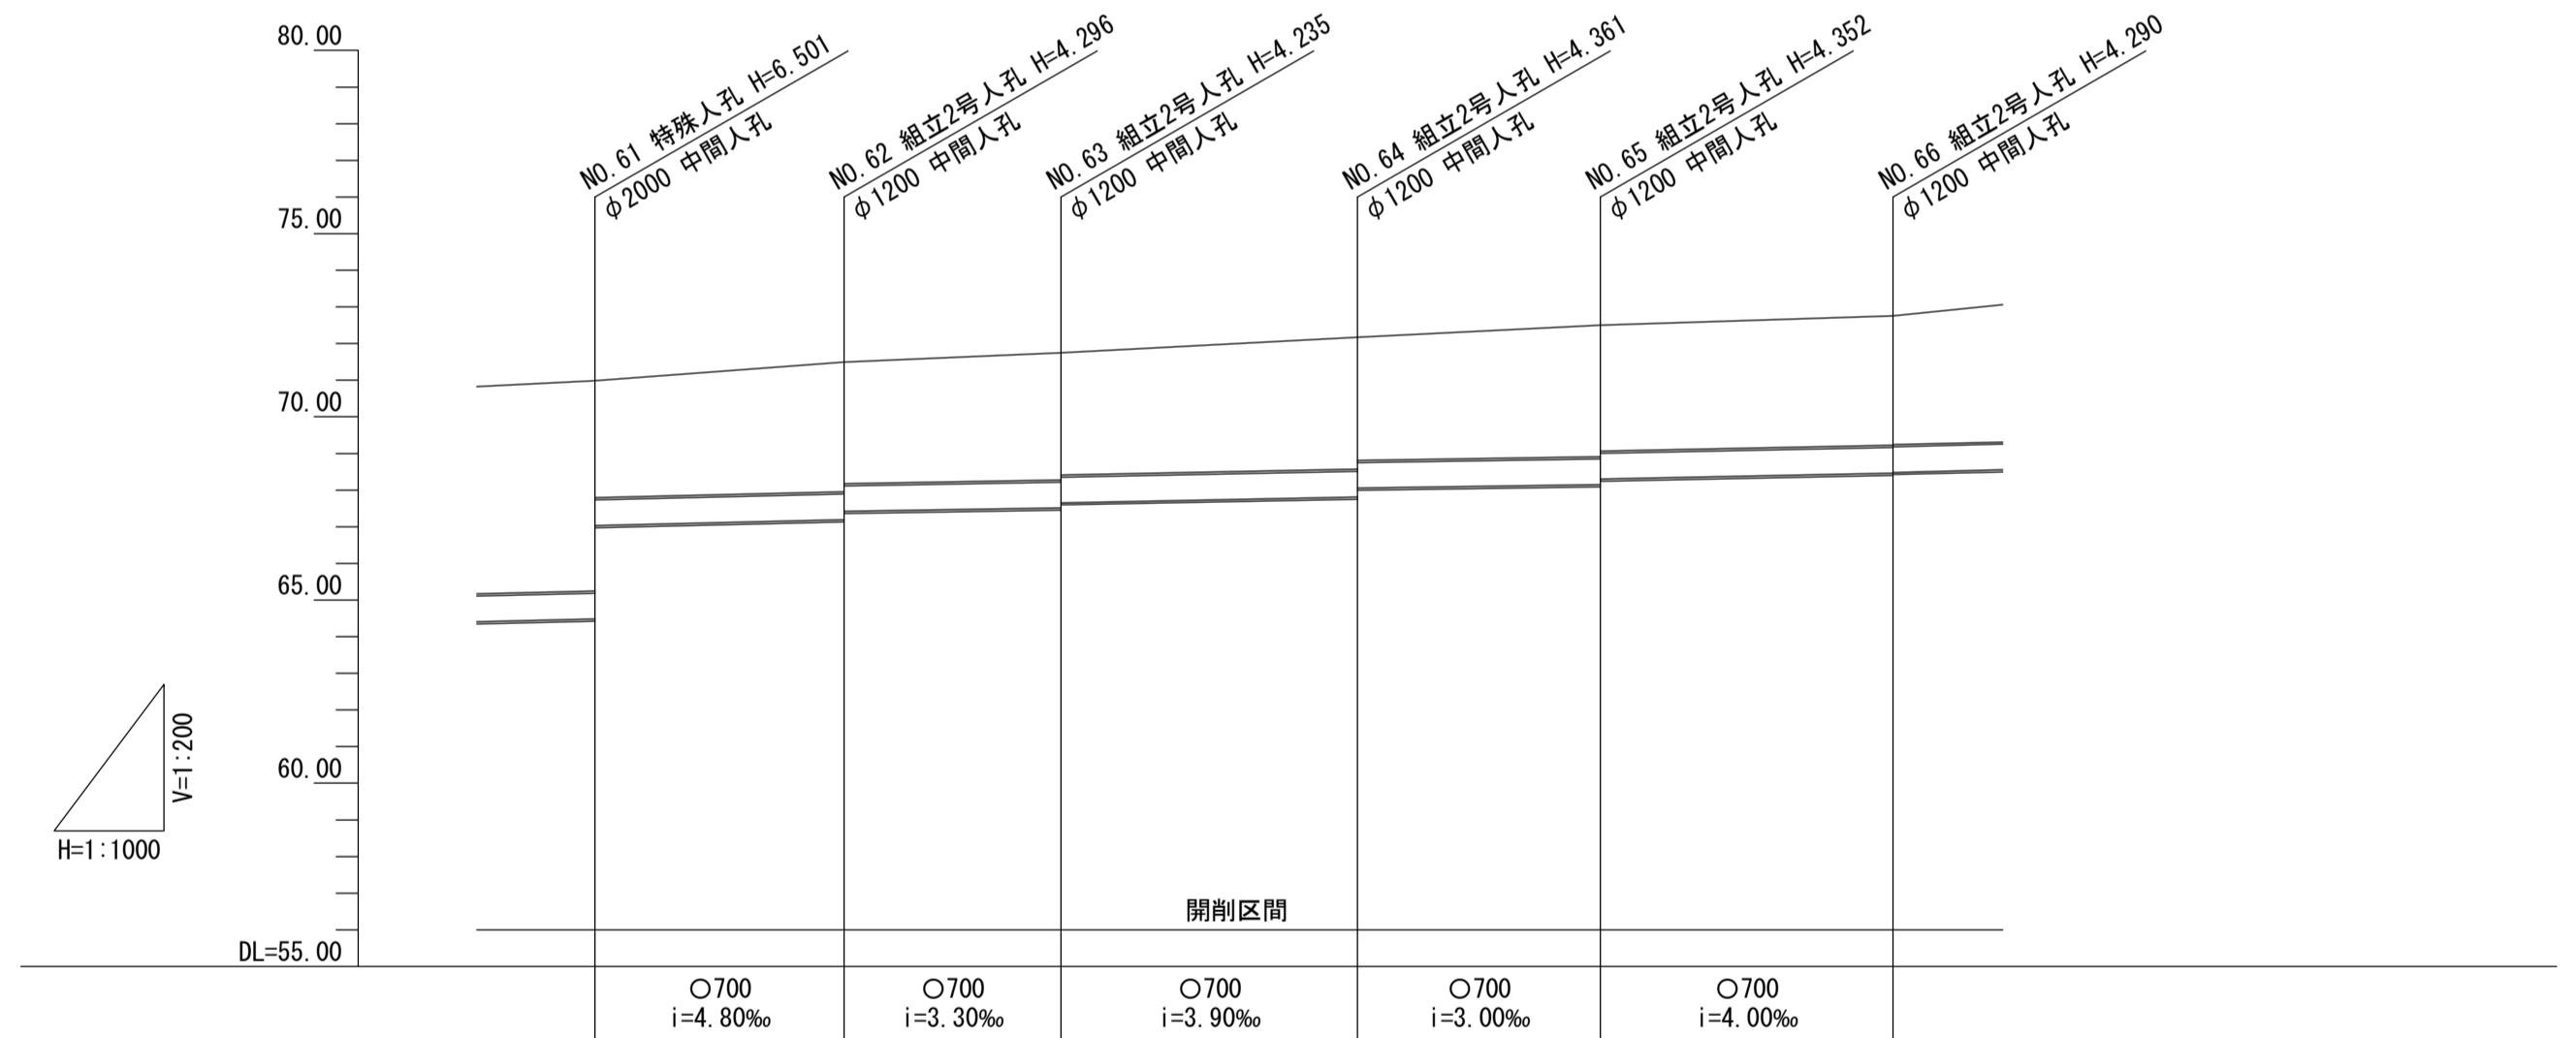 80.00
75.00
70.00
65.00
60.00
DL=55.00
V=1:200
H=1:1000
NO.61 特殊人孔 H=6.501
φ2000 中間人孔
NO.62 組立2号人孔 H=4.296
φ1200 中間人孔
NO.63 組立2号人孔 H=4.235
φ1200 中間人孔
NO.64 組立2号人孔 H=4.361
φ1200 中間人孔
NO.65 組立2号人孔 H=4.352
φ1200 中間人孔
NO.66 組立2号人孔 H=4.290
φ1200 中間人孔
開削区間
○700
i=4.80‰
○700
i=3.30‰
○700
i=3.90‰
○700
i=3.00‰
○700
i=4.00‰